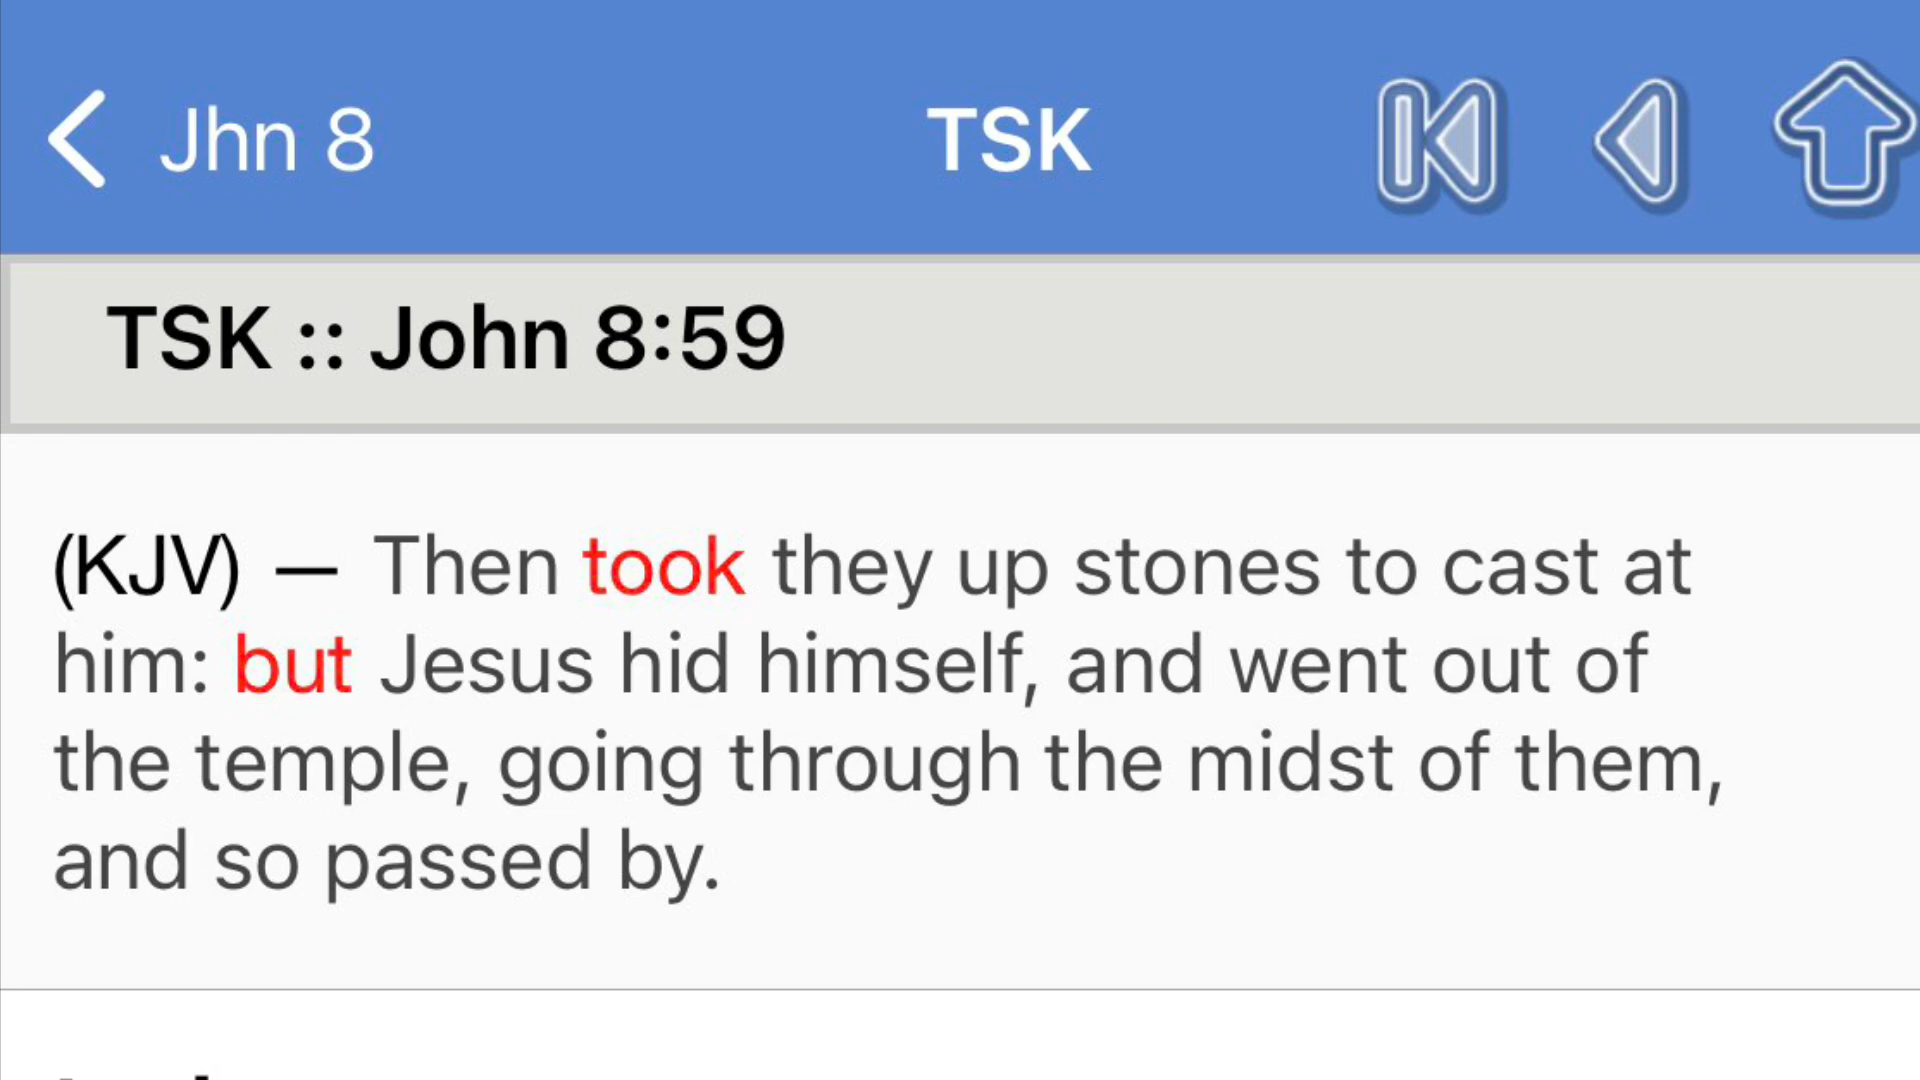 Jhn 8
TSK
TSK :: John 8:59
(KJV) — Then took they up stones to cast at
him: but Jesus hid himself, and went out of
the temple, going through the midst of them,
and so passed by.